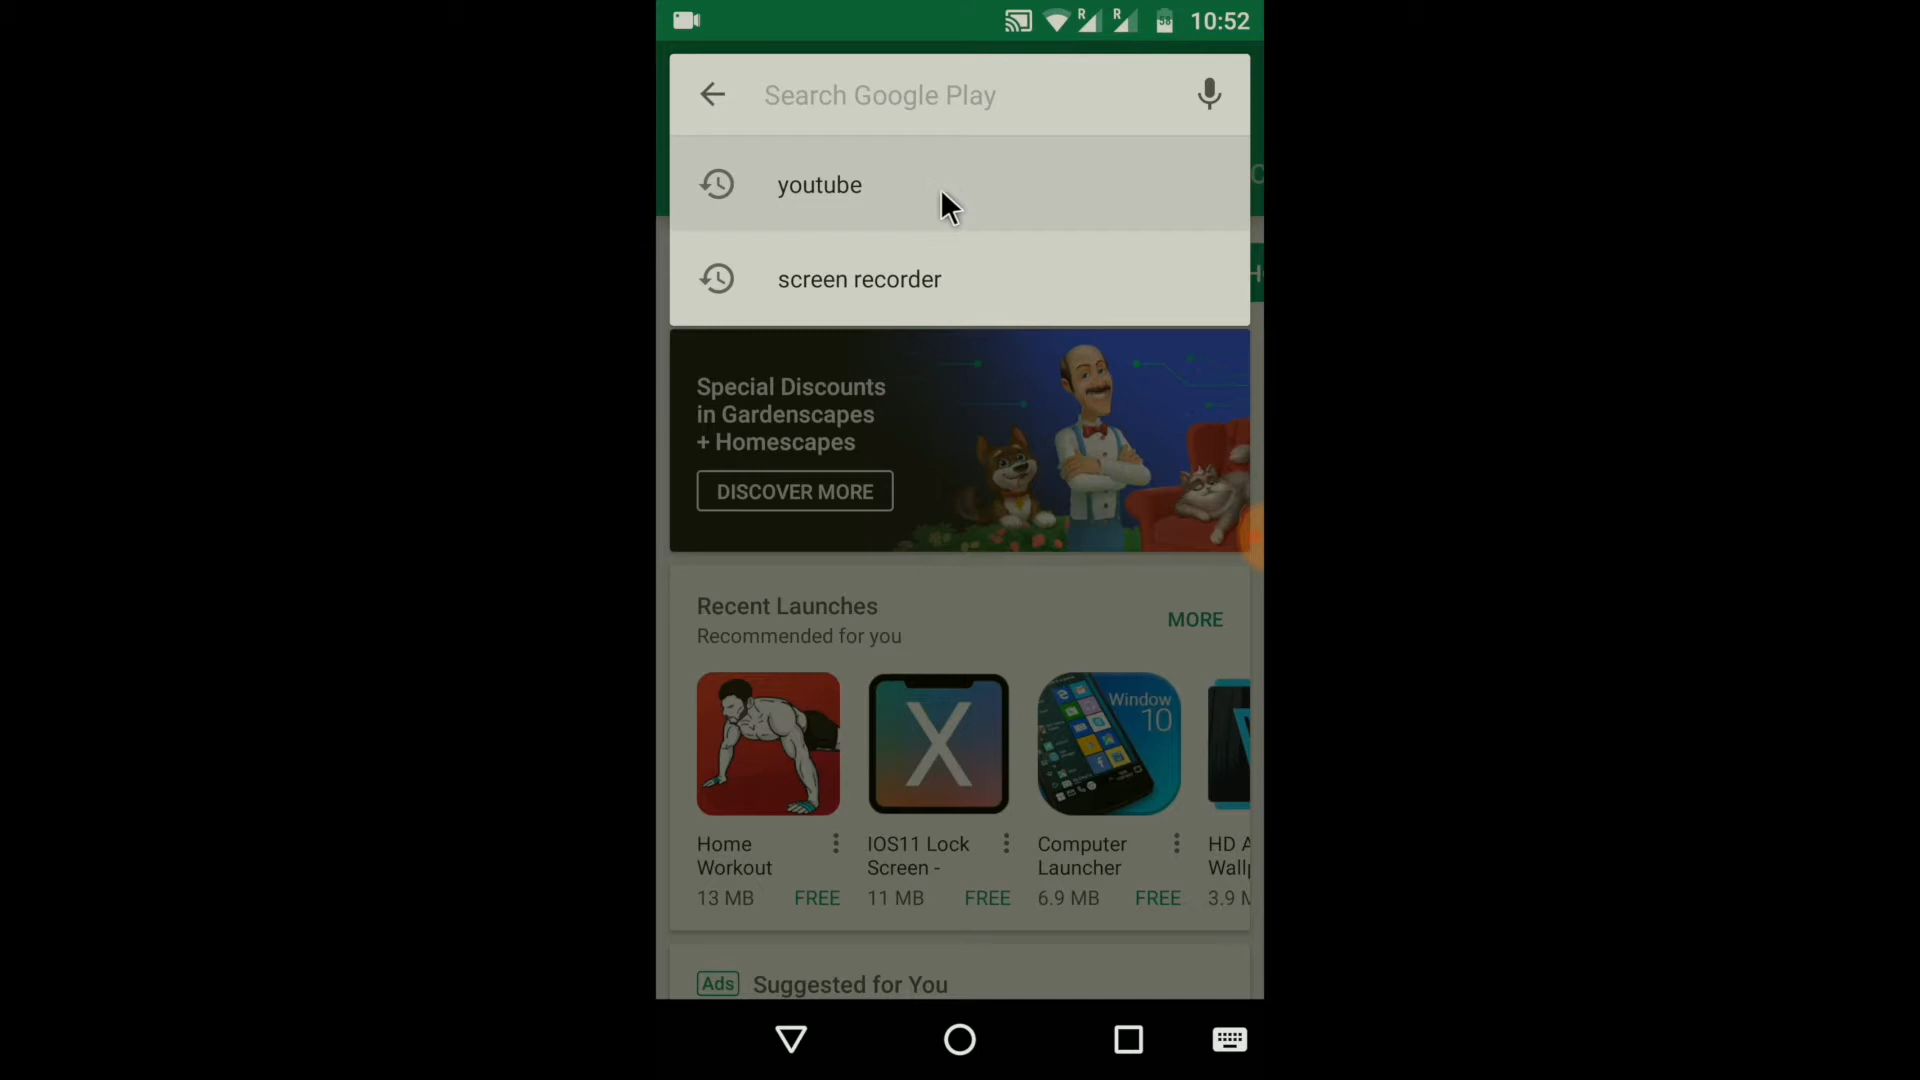 R R 58 10:52
Search Google Play
youtube
screen recorder
Special Discounts
in Gardenscapes
+ Homescapes
DISCOVER MORE
Recent Launches
Recommended for you
MORE
X
Window
10
Home
Workout
13 MB FREE
IOS11 Lock
Screen -
11 MB FREE
Computer
Launcher
6.9 MB FREE
HD
3.9
Ads Suggested for You